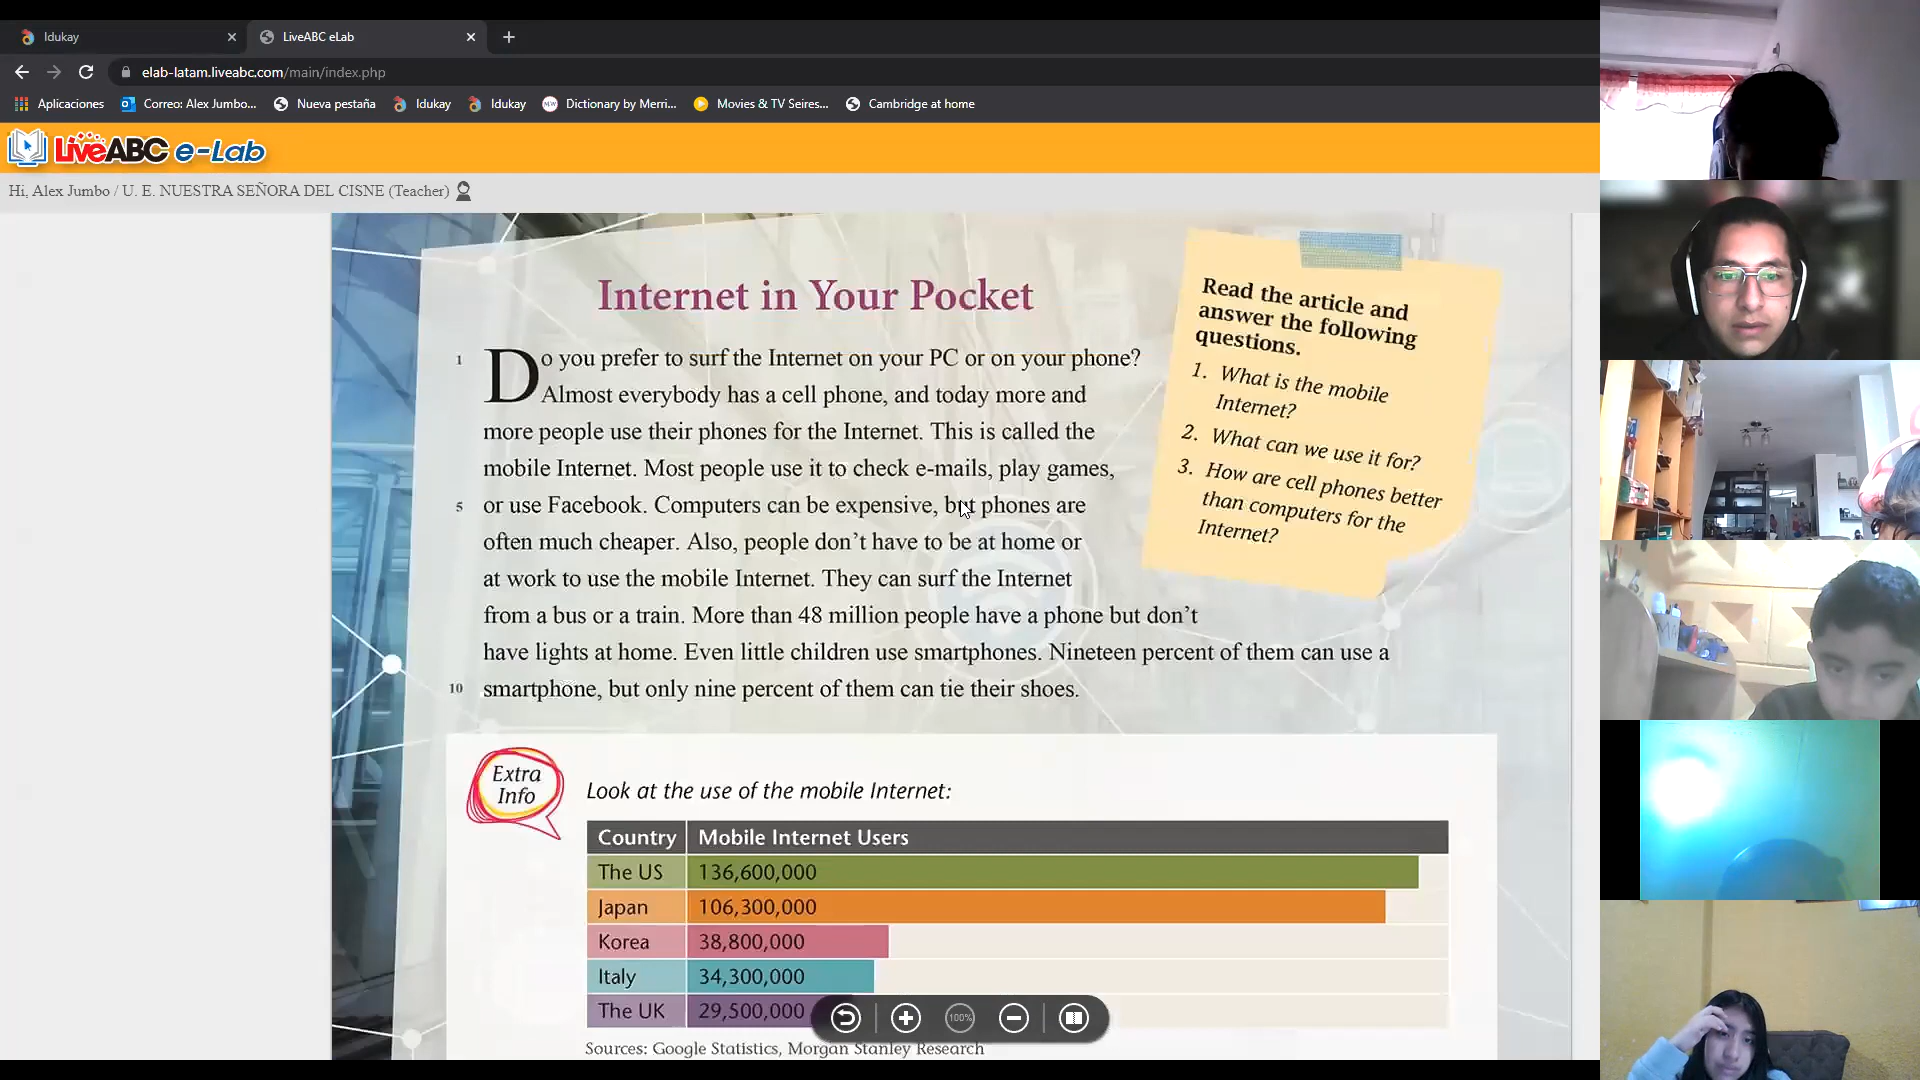 Idukay
LiveABC eLab
elab-latam.liveabc.com/main/index.php
Aplicaciones
Correo: Alex Jumbo...
Nueva pestaña
Idukay
Idukay
Dictionary by Merri...
Movies & TV Seires...
Cambridge at home
LiveABC e-Lab
Hi, Alex Jumbo / U. E. NUESTRA SEÑORA DEL CISNE (Teacher)
Internet in Your Pocket
1 Do you prefer to surf the Internet on your PC or on your phone?
Almost everybody has a cell phone, and today more and
more people use their phones for the Internet. This is called the
mobile Internet. Most people use it to check e-mails, play games,
5 or use Facebook. Computers can be expensive, but phones are
often much cheaper. Also, people don't have to be at home or
at work to use the mobile Internet. They can surf the Internet
from a bus or a train. More than 48 million people have a phone but don't
have lights at home. Even little children use smartphones. Nineteen percent of them can use a
10 smartphone, but only nine percent of them can tie their shoes.
Read the article and
answer the following
questions.
1. What is the mobile
Internet?
2. What can we use it for?
3. How are cell phones better
than computers for the
Internet?
Extra
Info
Look at the use of the mobile Internet:
Country Mobile Internet Users
The US 136,600,000
Japan 106,300,000
Korea 38,800,000
Italy 34,300,000
The UK 29,500,000
100%
Sources: Google Statistics, Morgan Stanley Research